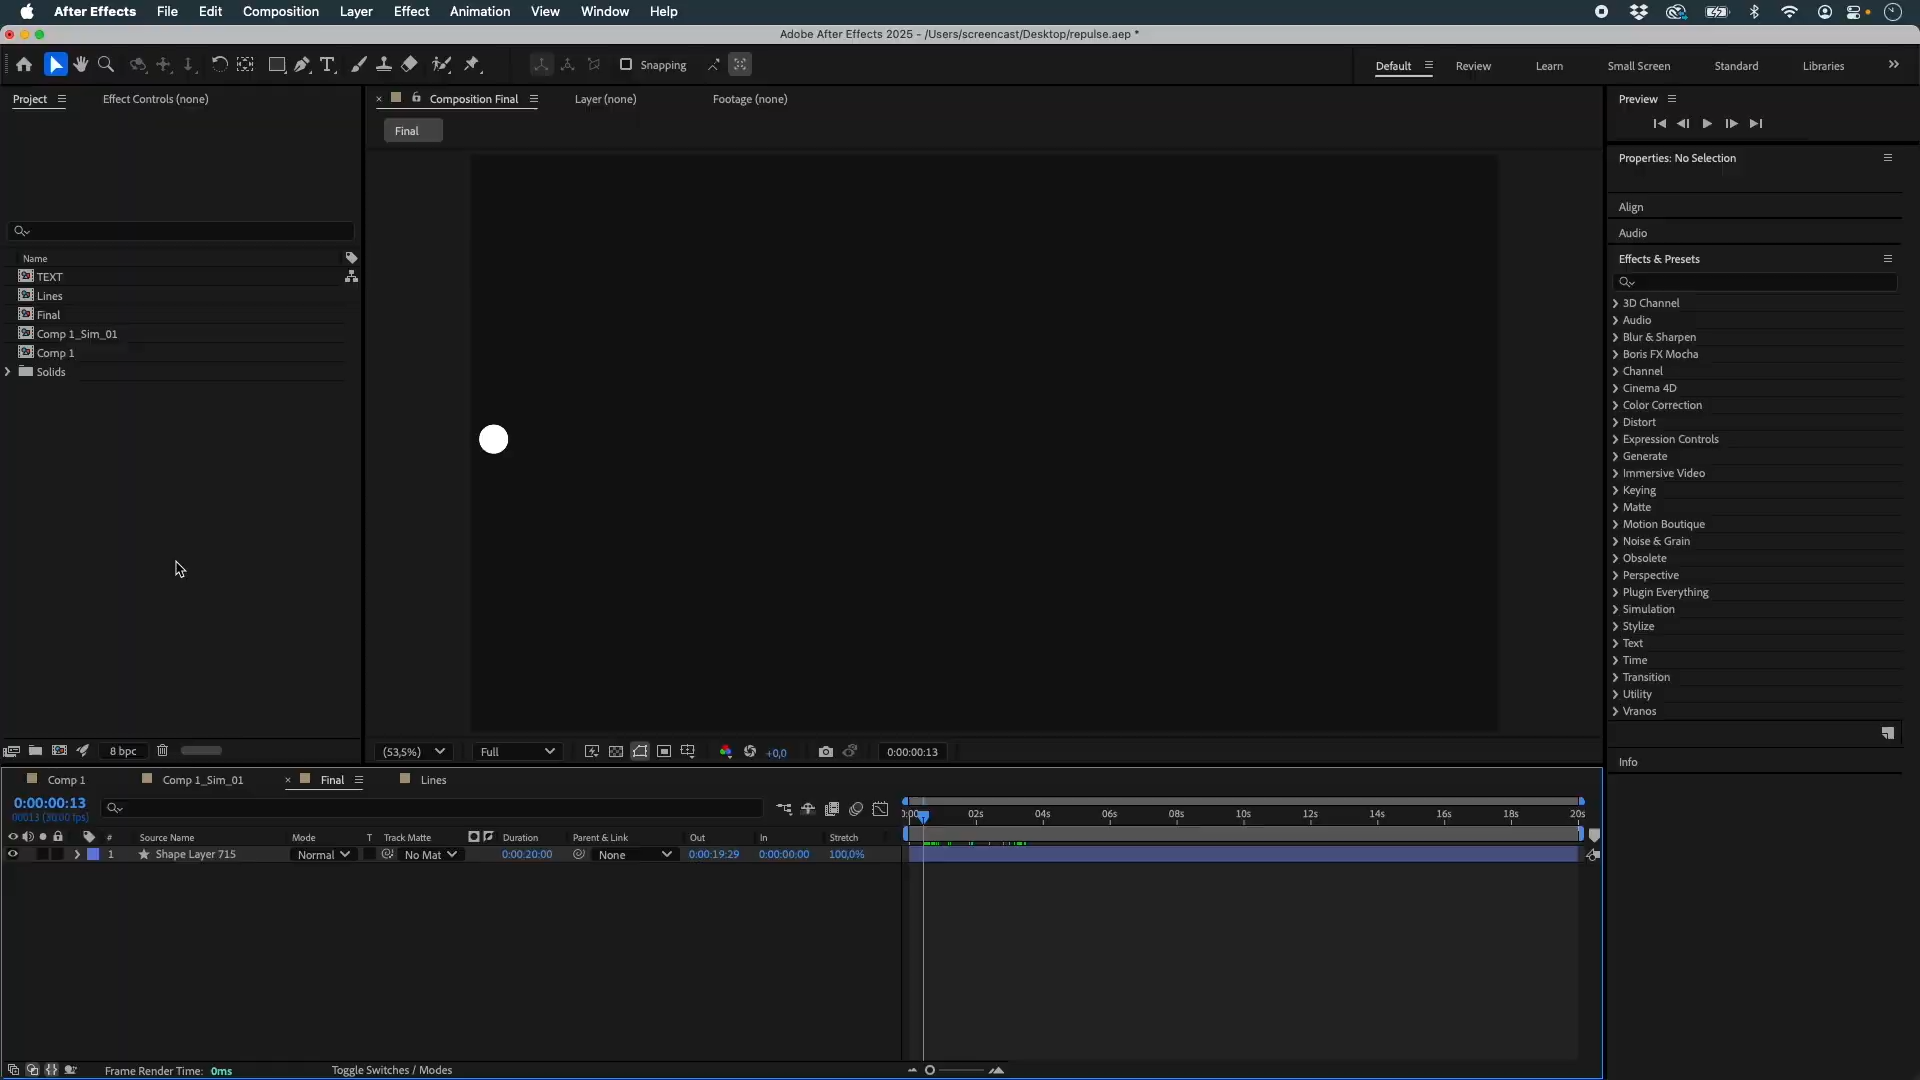 After Effects File Edit Composition Layer Effect Animation View Window Help
Adobe After Effects 2025 - /Users/screencast/Desktop/repulse.aep *
Snapping
Default Review Learn Small Screen Standard Libraries
Project Effect Controls (none)
Composition Final Layer (none) Footage (none)
Final
Name
TEXT
Lines
Final
Comp 1_Sim_01
Comp 1
Solids
8 bpc
(53,5%) Full +0,0 0:00:00:13
Preview
Properties: No Selection
Align
Audio
Effects & Presets
3D Channel
Audio
Blur & Sharpen
Boris FX Mocha
Channel
Cinema 4D
Color Correction
Distort
Expression Controls
Generate
Immersive Video
Keying
Matte
Motion Boutique
Noise & Grain
Obsolete
Perspective
Plugin Everything
Simulation
Stylize
Text
Time
Transition
Utility
Vranos
Info
Comp 1 Comp 1_Sim_01 Final Lines
0:00:00:13
00013 (30.00 fps)
02s 04s 06s 08s 10s 12s 14s 16s 18s 20s
# Source Name Mode T Track Matte Duration Parent & Link Out In Stretch
1 Shape Layer 715 Normal No Mat 0:00:20:00 None 0:00:19:29 0:00:00:00 100,0%
Frame Render Time: 0ms Toggle Switches / Modes